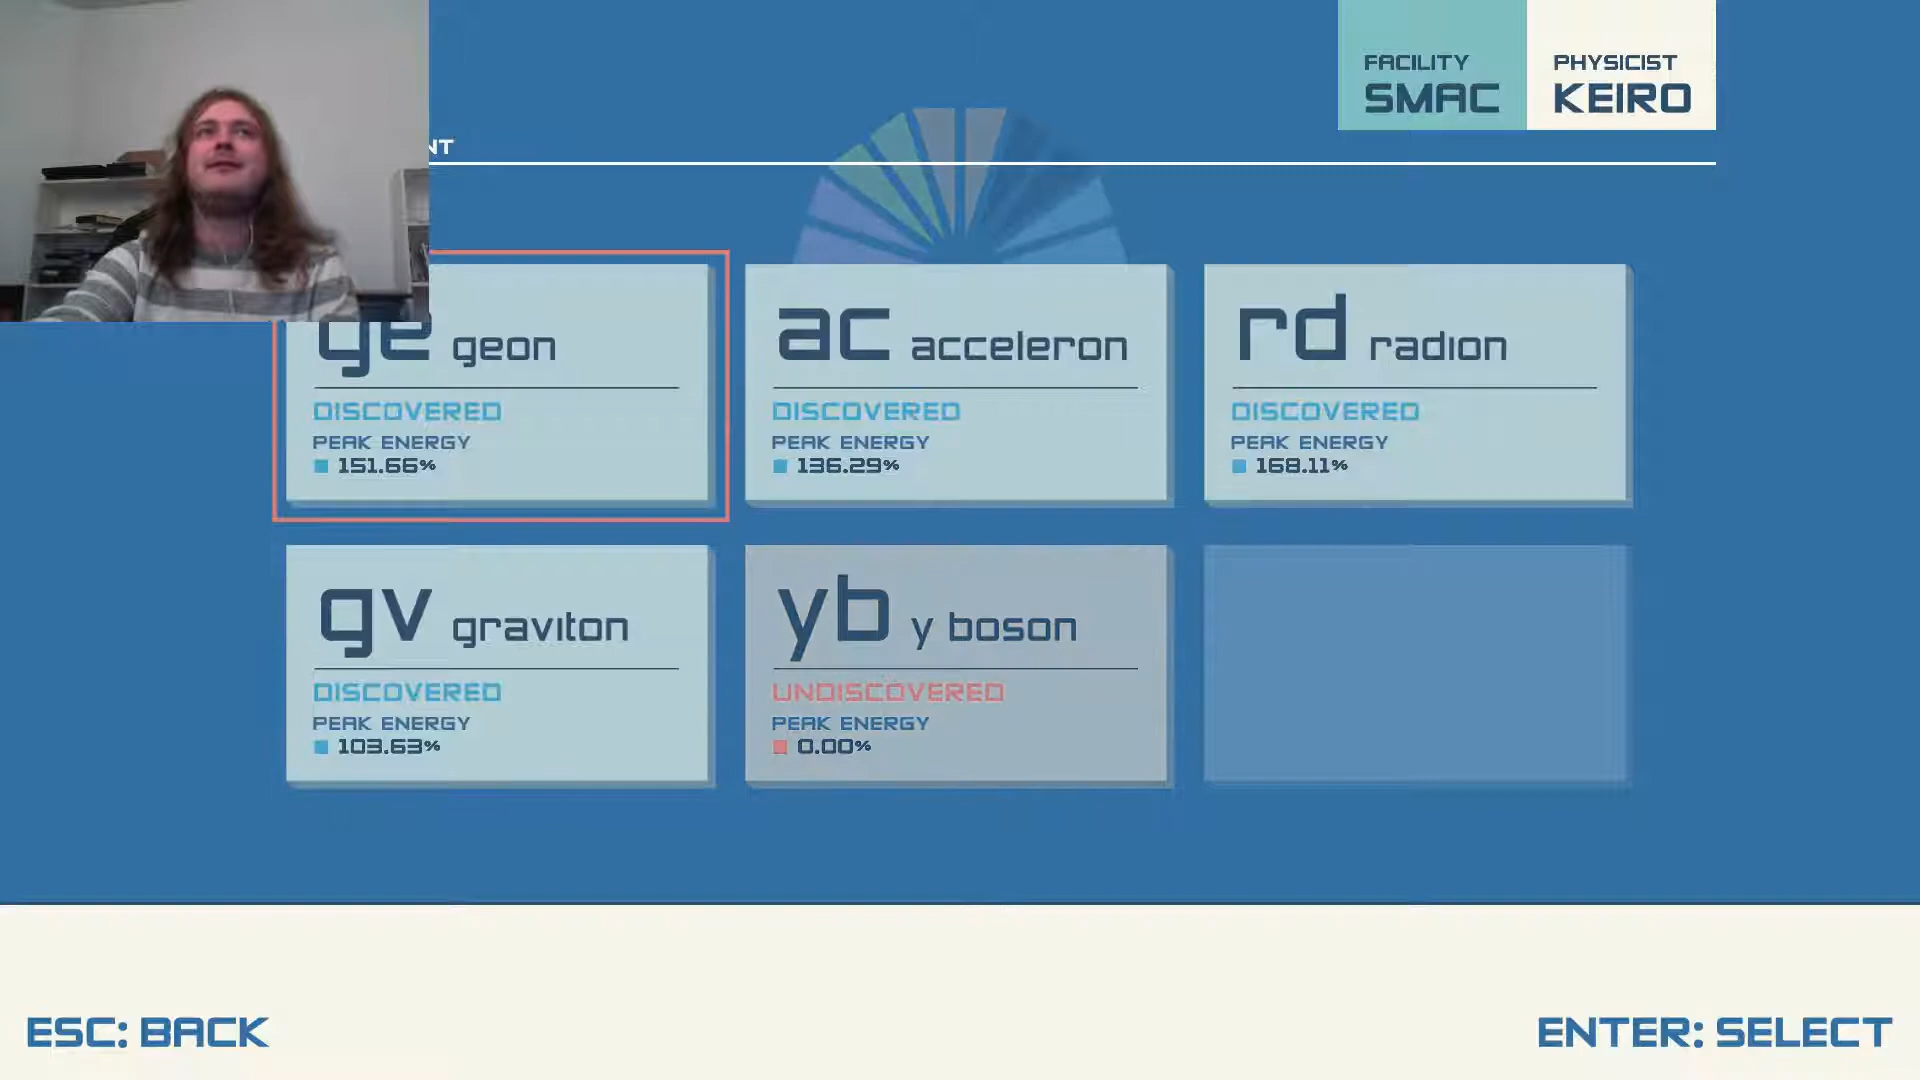 FACILITY
SMAC
PHYSICIST
KEIRO
NT
ge geon
DISCOVERED
PEAK ENERGY
151.66%
ac acceleron
DISCOVERED
PEAK ENERGY
136.29%
rd radion
DISCOVERED
PEAK ENERGY
168.11%
gv graviton
DISCOVERED
PEAK ENERGY
103.63%
yb y boson
UNDISCOVERED
PEAK ENERGY
0.00%
ESC: BACK
ENTER: SELECT